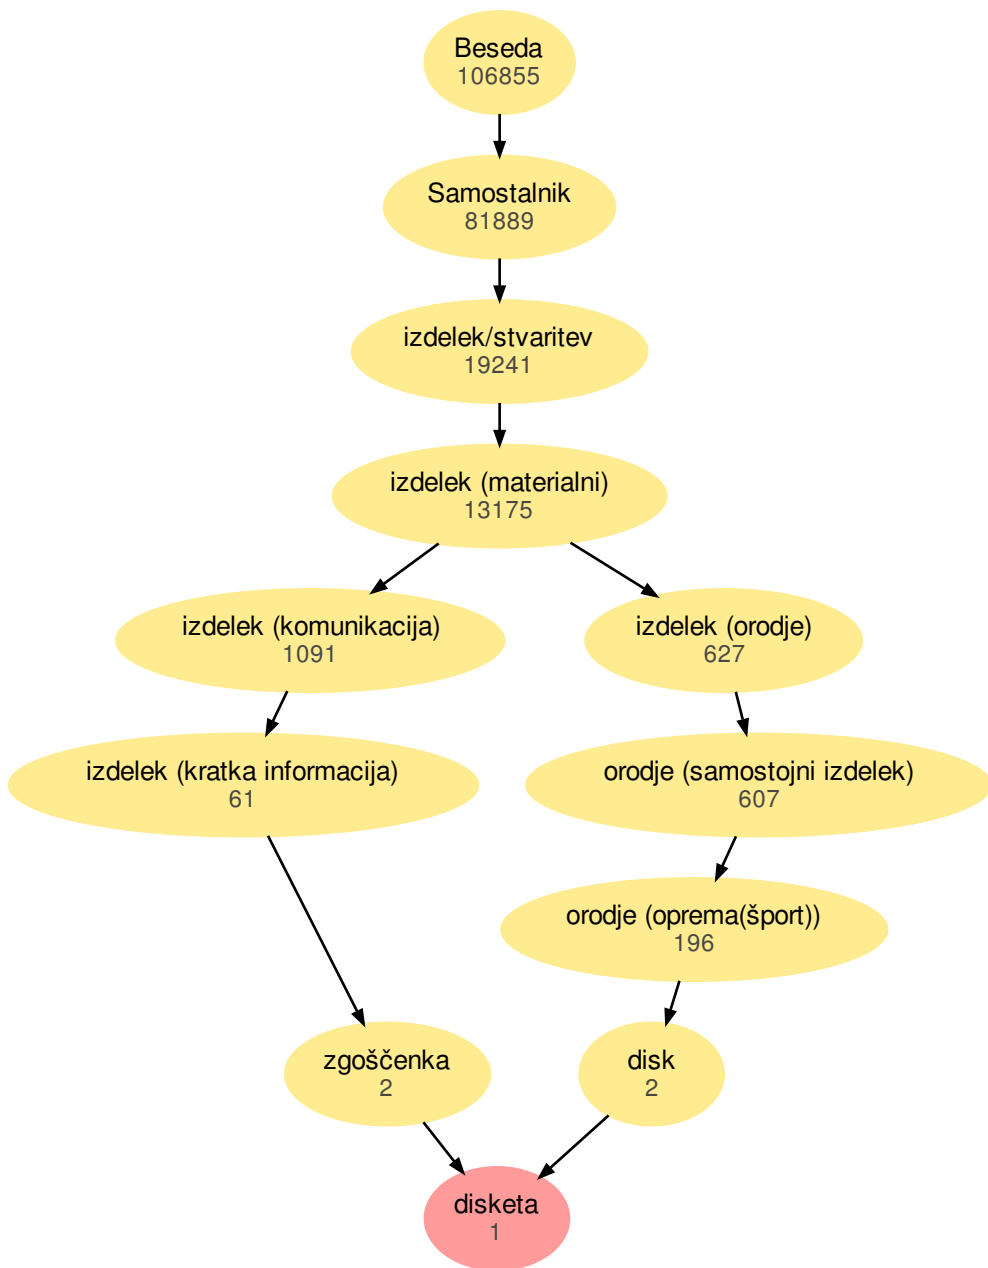 Beseda
106855
Samostalnik
81889
izdelek/stvaritev
19241
izdelek (materialni)
13175
izdelek (komunikacija)
1091
izdelek (orodje)
627
izdelek (kratka informacija)
61
orodje (samostojni izdelek)
607
orodje (oprema(šport))
196
zgoščenka
2
disk
2
disketa
1